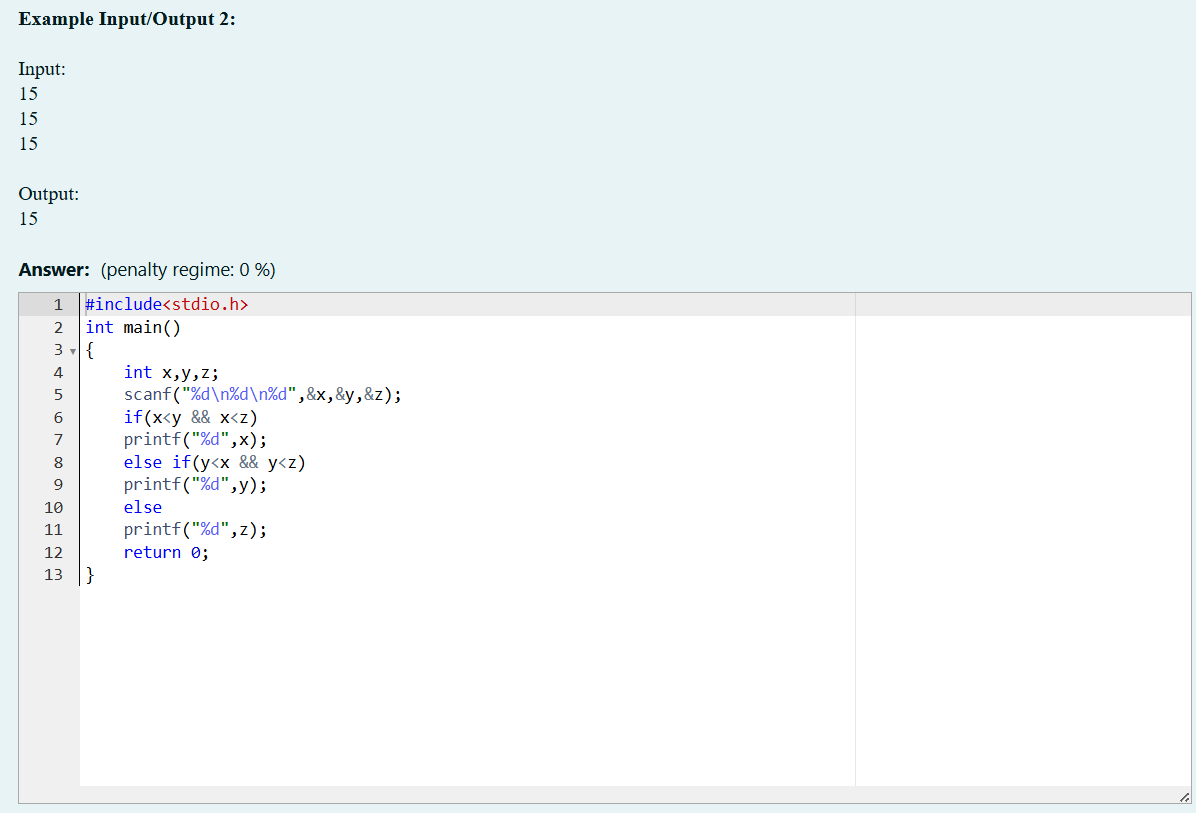 Example Input/Output 2:
Input:
15
15
15
Output:
15
Answer: (penalty regime: 0 %)
1 #include<stdio.h>
2 int main()
3 {
4 int x,y,z;
5 scanf("%d\n%d\n%d",&x,&y,&z);
6 if(x<y && x<z)
7 printf("%d",x);
8 else if(y<x && y<z)
9 printf("%d",y);
10 else
11 printf("%d",z);
12 return 0;
13 }